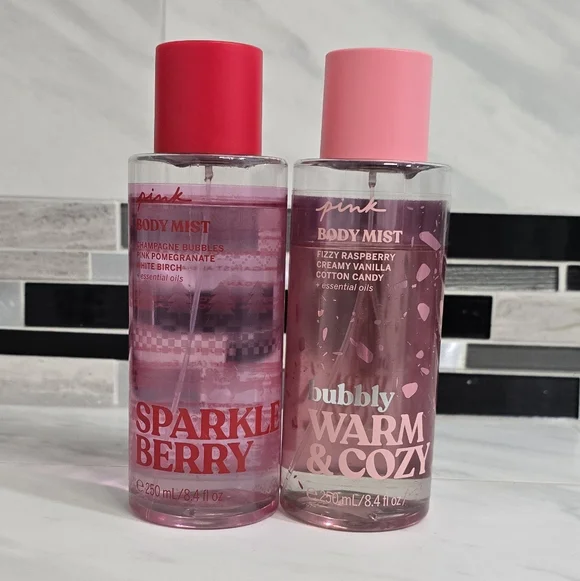 pink
BODY MIST
CHAMPAGNE BUBBLES
PINK POMEGRANATE
WHITE BIRCH
+ essential oils
SPARKLE
BERRY
℮ 250 mL/8.4 fl oz
pink
BODY MIST
FIZZY RASPBERRY
CREAMY VANILLA
COTTON CANDY
+ essential oils
bubbly
WARM
& COZY
℮ 250 mL/8.4 fl oz